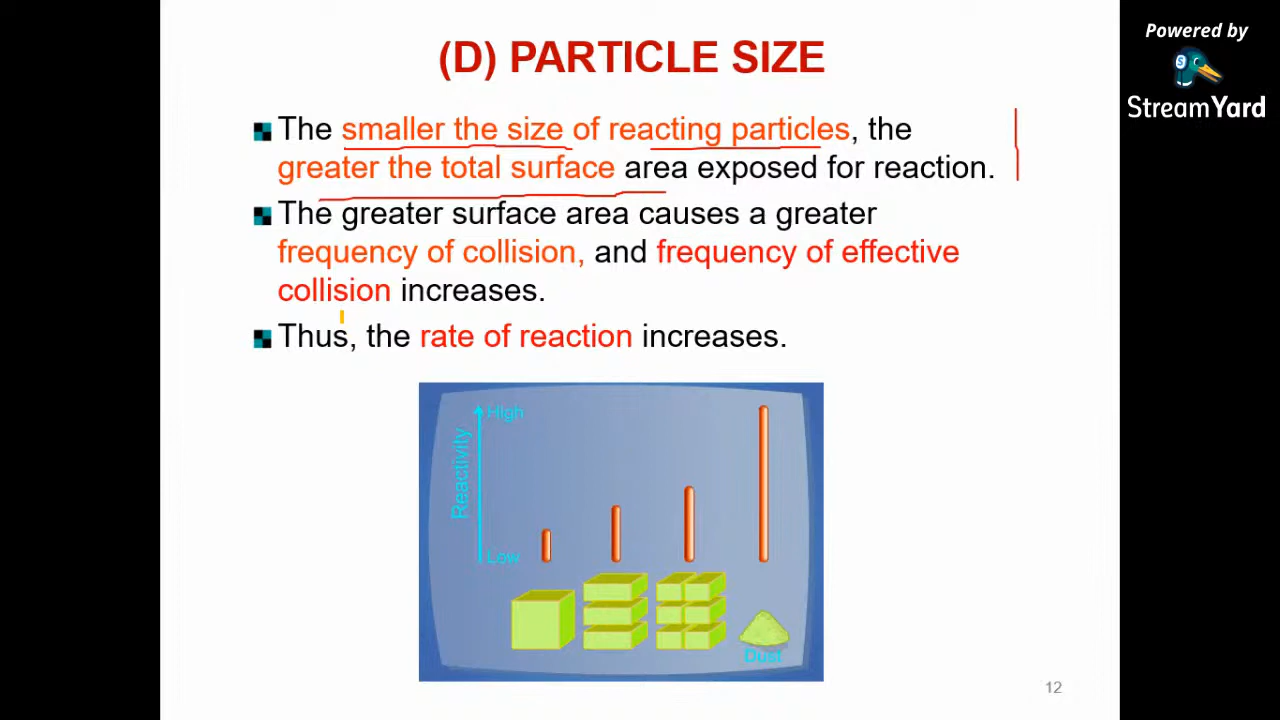 (D) PARTICLE SIZE
Powered by
StreamYard
The smaller the size of reacting particles, the
greater the total surface area exposed for reaction.
The greater surface area causes a greater
frequency of collision, and frequency of effective
collision increases.
Thus, the rate of reaction increases.
High
Reactivity
Low
Dust
12